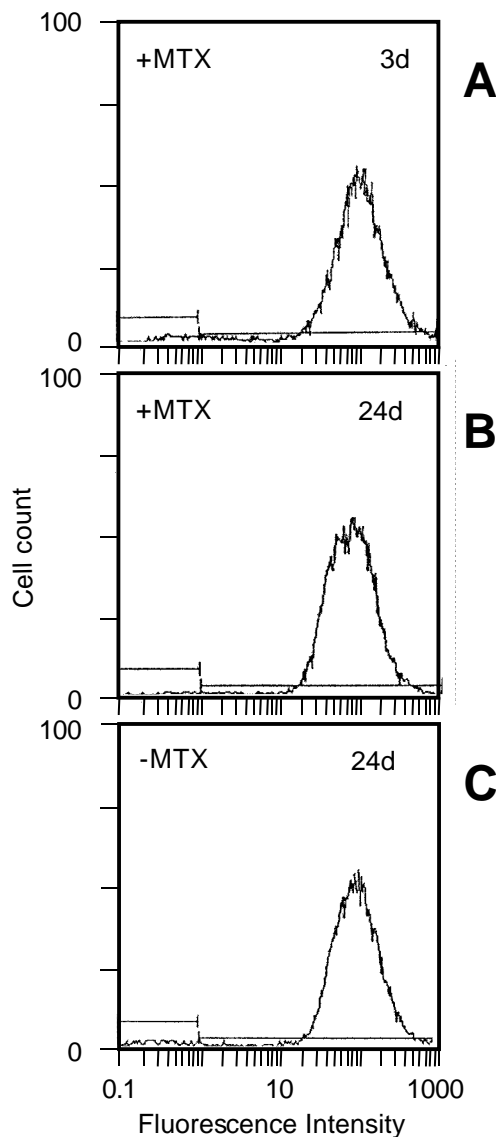 100
+MTX 3d
A
0
100
+MTX 24d
B
Cell count
0
100
-MTX 24d
C
0
0.1 10 1000
Fluorescence Intensity